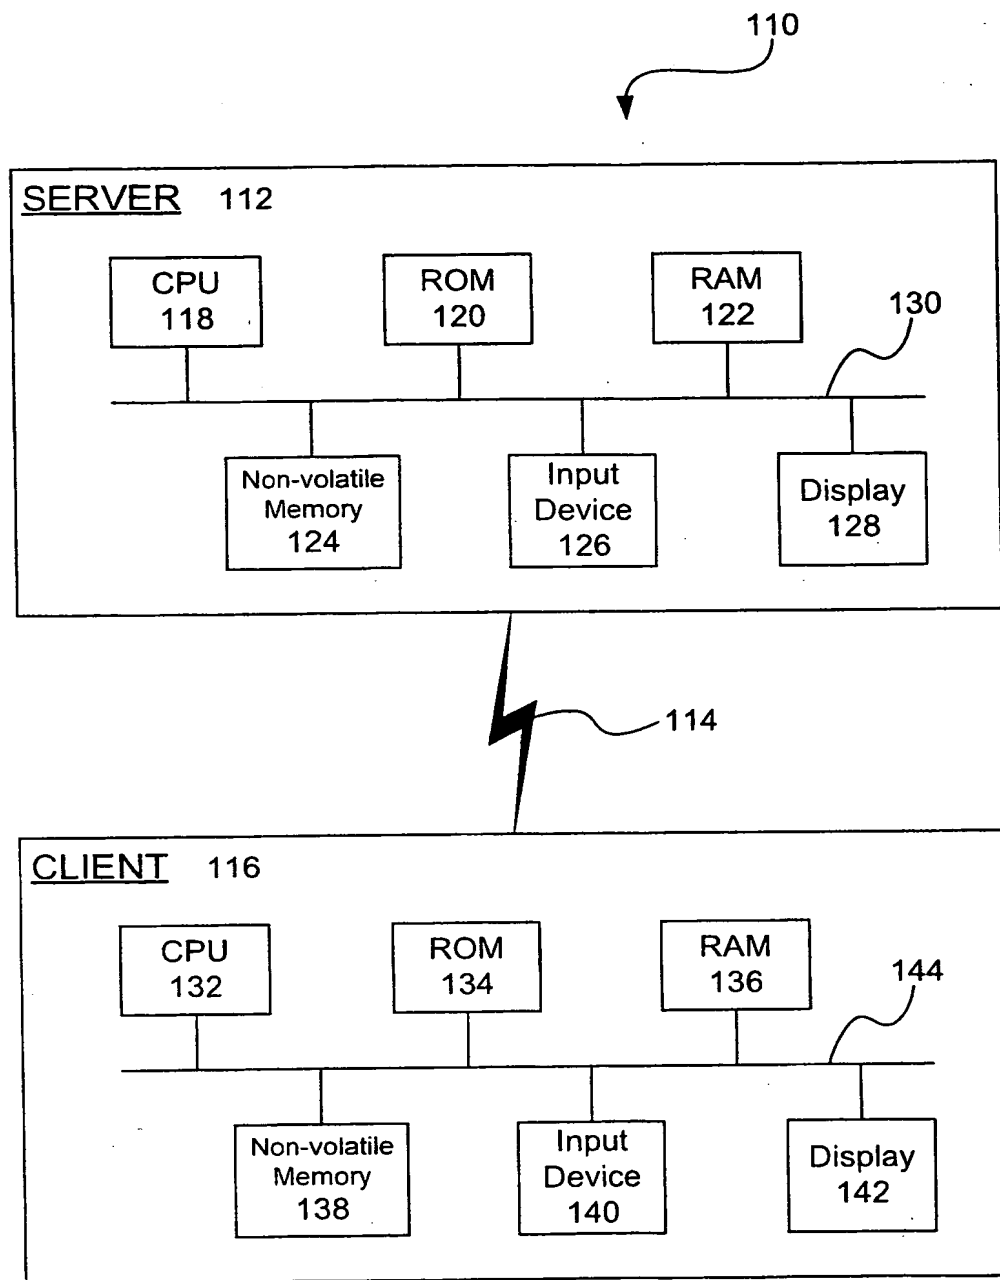 110
SERVER 112
CPU
118
ROM
120
RAM
122
130
Non-volatile
Memory
124
Input
Device
126
Display
128
114
CLIENT 116
CPU
132
ROM
134
RAM
136
144
Non-volatile
Memory
138
Input
Device
140
Display
142